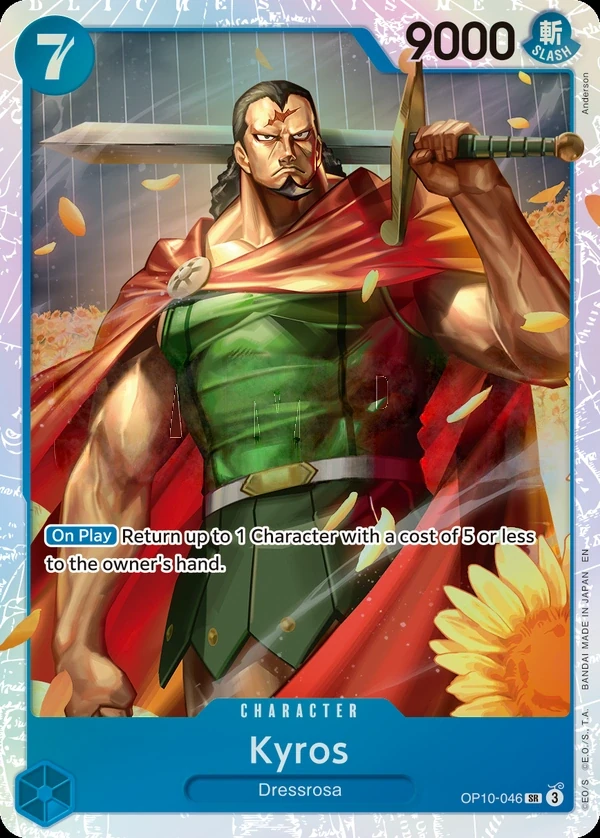 7
9000
斬
SLASH
Anderson
On Play Return up to 1 Character with a cost of 5 or less
to the owner's hand.
BANDAI MADE IN JAPAN EN
©EO/S ©E.O./S., T.A.
CHARACTER
Kyros
Dressrosa
OP10-046 SR 3